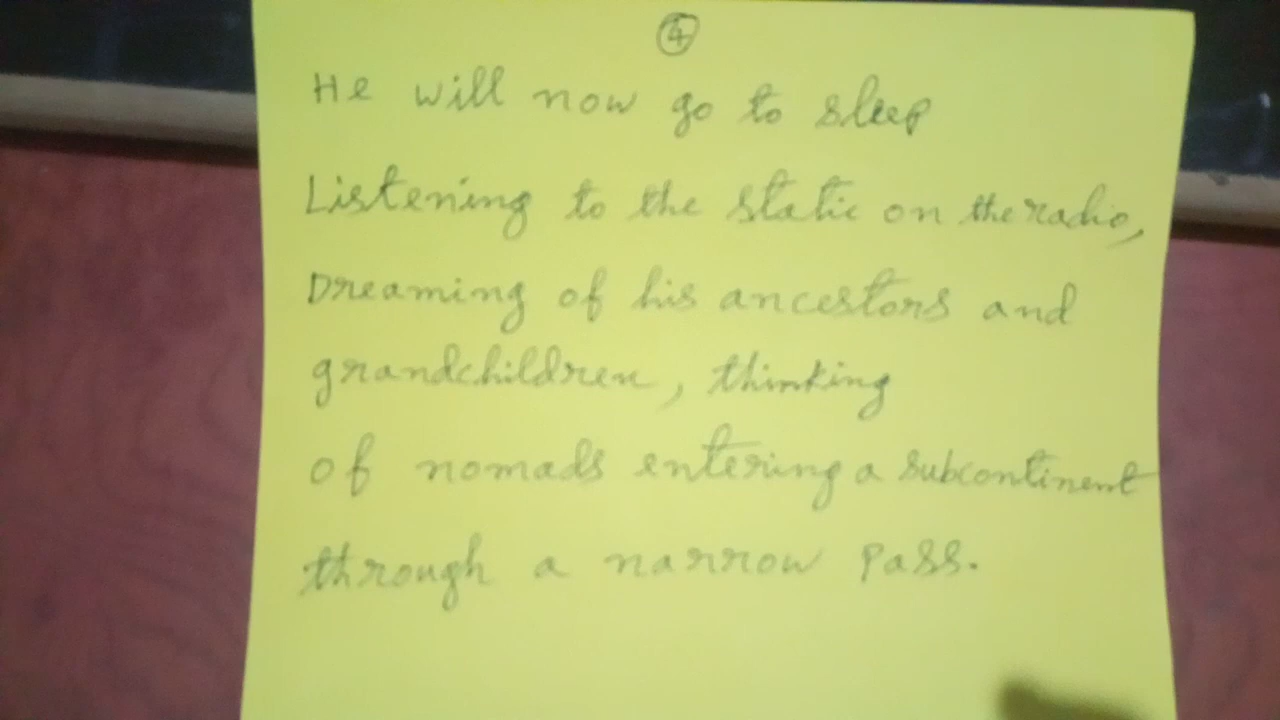 4
He will now go to sleep
Listening to the static on the radio,
Dreaming of his ancestors and
grandchildren, thinking
of nomads entering a subcontinent
through a narrow pass.